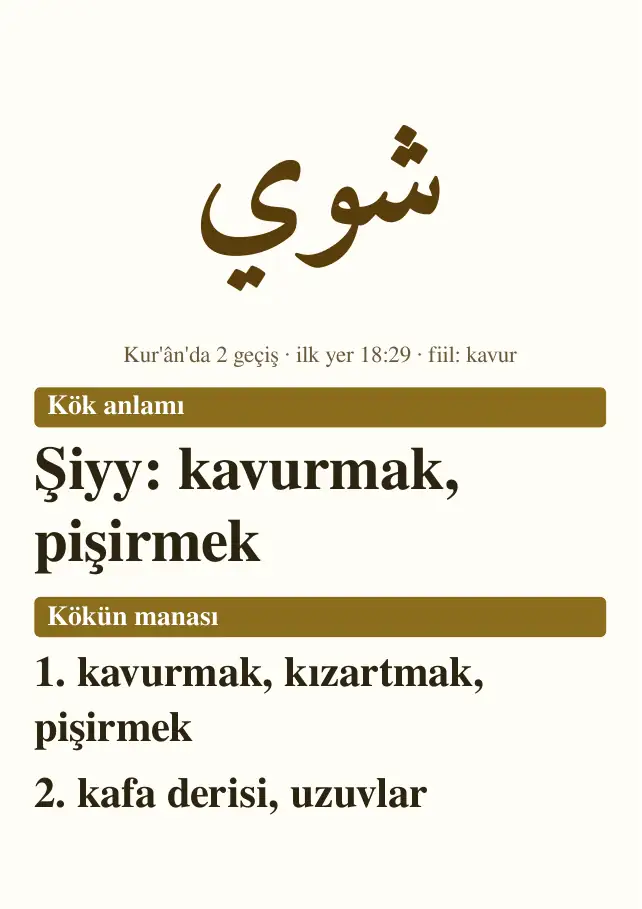 شوي
Kur'ân'da 2 geçiş · ilk yer 18:29 · fiil: kavur
Kök anlamı
Şiyy: kavurmak,
pişirmek
Kökün manası
1. kavurmak, kızartmak,
pişirmek
2. kafa derisi, uzuvlar